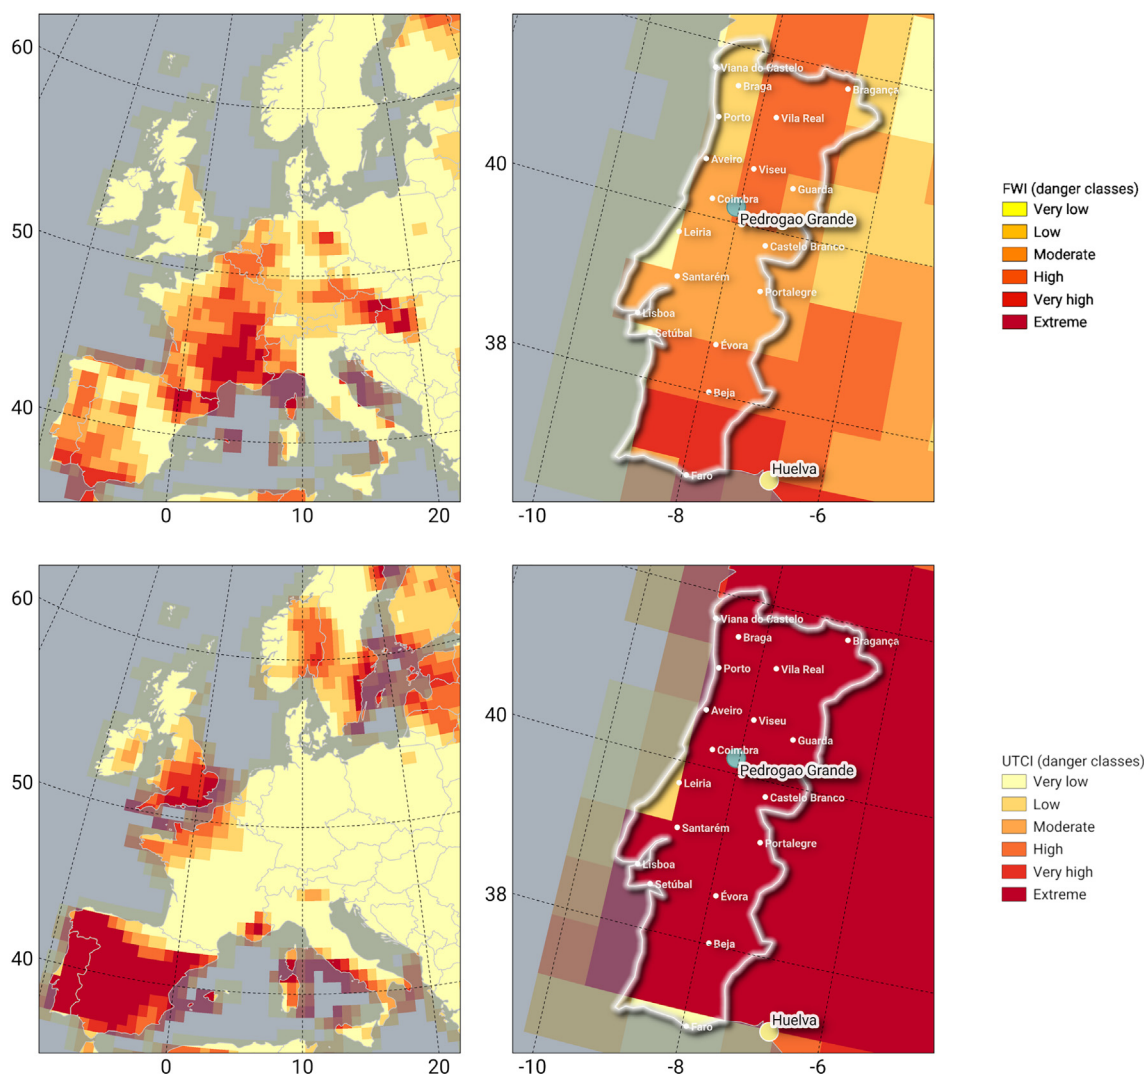 60
50
40
0
10
20
40
38
-10
-8
-6
Viana do Castelo
Braga
Bragança
Porto
Vila Real
Aveiro
Viseu
Guarda
Coimbra
Pedrogao Grande
Leiria
Castelo Branco
Santarém
Portalegre
Lisboa
Setúbal
Évora
Beja
Faro
Huelva
FWI (danger classes)
Very low
Low
Moderate
High
Very high
Extreme
60
50
40
0
10
20
40
38
-10
-8
-6
Viana do Castelo
Braga
Bragança
Porto
Vila Real
Aveiro
Viseu
Guarda
Coimbra
Pedrogao Grande
Leiria
Castelo Branco
Santarém
Portalegre
Lisboa
Setúbal
Évora
Beja
Faro
Huelva
UTCI (danger classes)
Very low
Low
Moderate
High
Very high
Extreme